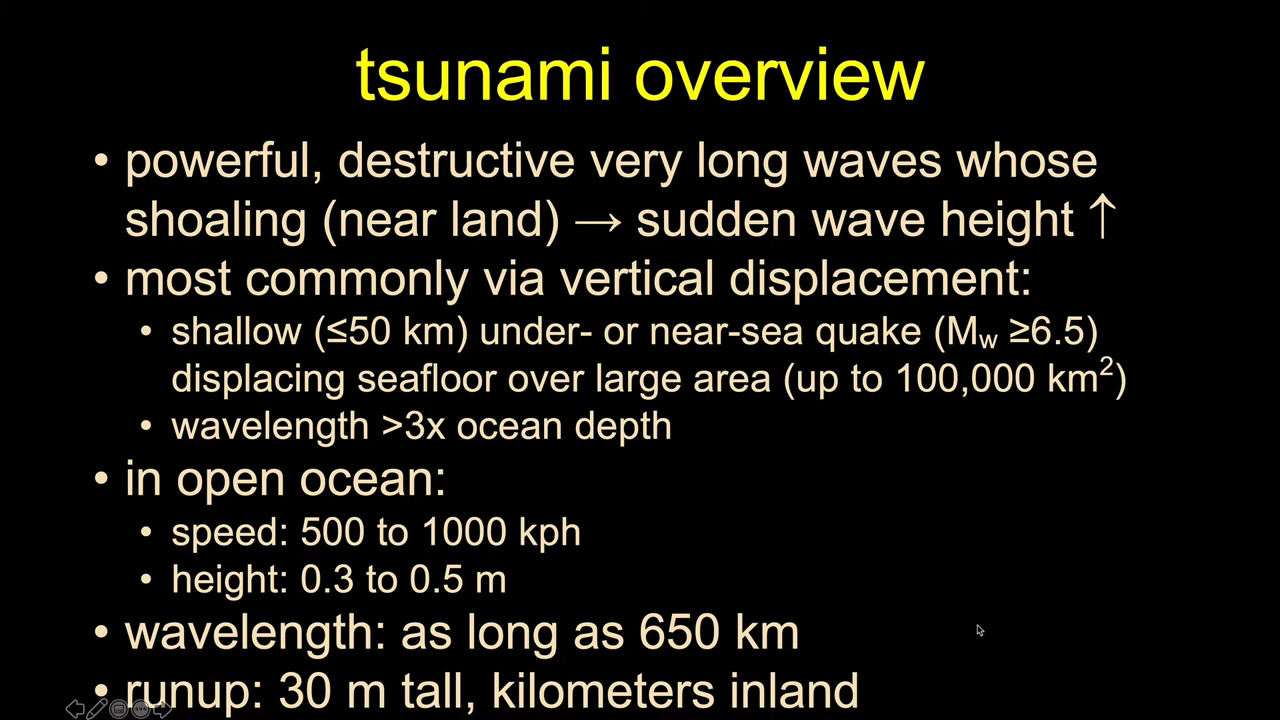 tsunami overview
• powerful, destructive very long waves whose
shoaling (near land) → sudden wave height ↑
• most commonly via vertical displacement:
• shallow (≤50 km) under- or near-sea quake (Mw ≥6.5)
displacing seafloor over large area (up to 100,000 km²)
• wavelength >3x ocean depth
• in open ocean:
• speed: 500 to 1000 kph
• height: 0.3 to 0.5 m
• wavelength: as long as 650 km
• runup: 30 m tall, kilometers inland